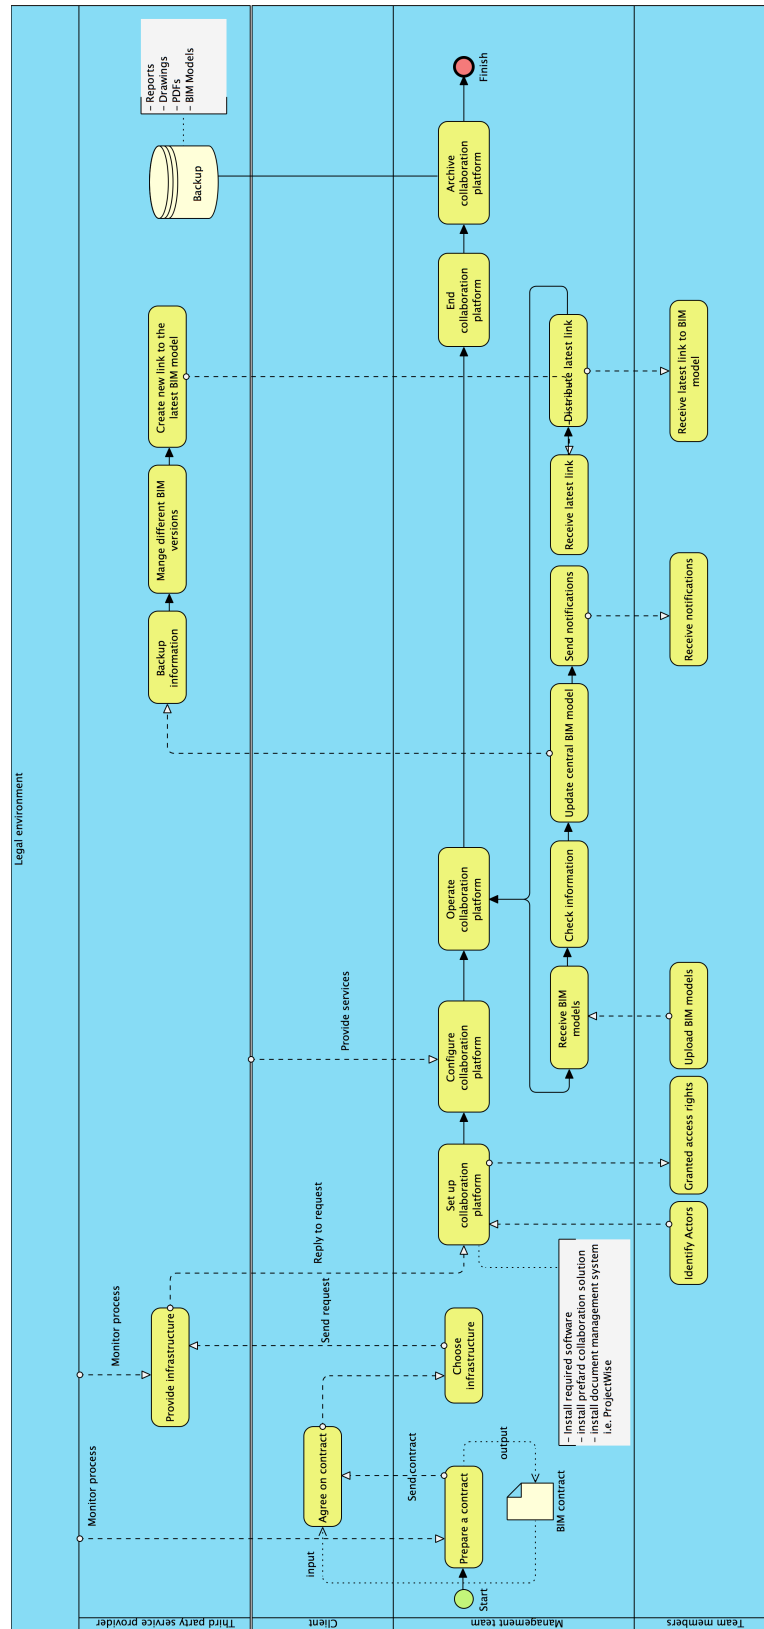 Legal environment
Third party service provider
Client
Management team
Team members
Monitor process
Monitor process
Provide infrastructure
Backup
information
Mange different BIM
versions
Create new link to the
latest BIM model
Backup
- Reports
- Drawings
- PDFs
- BIM Models
input
Agree on contract
Send contract
Send request
Reply to request
Provide services
Start
Prepare a contract
output
BIM contract
Choose
infrastructure
Set up
collaboration
platform
Configure
collaboration
platform
Operate
collaboration
platform
End
collaboration
platform
Archive
collaboration
platform
Finish
- Install required software
- install prefard collaboration solution
- install document management system
i.e. ProjectWise
Receive BIM
models
Check information
Update central BIM model
Send notifications
Receive latest link
Distribute latest link
Identify Actors
Granted access rights
Upload BIM models
Receive notifications
Receive latest link to BIM
model